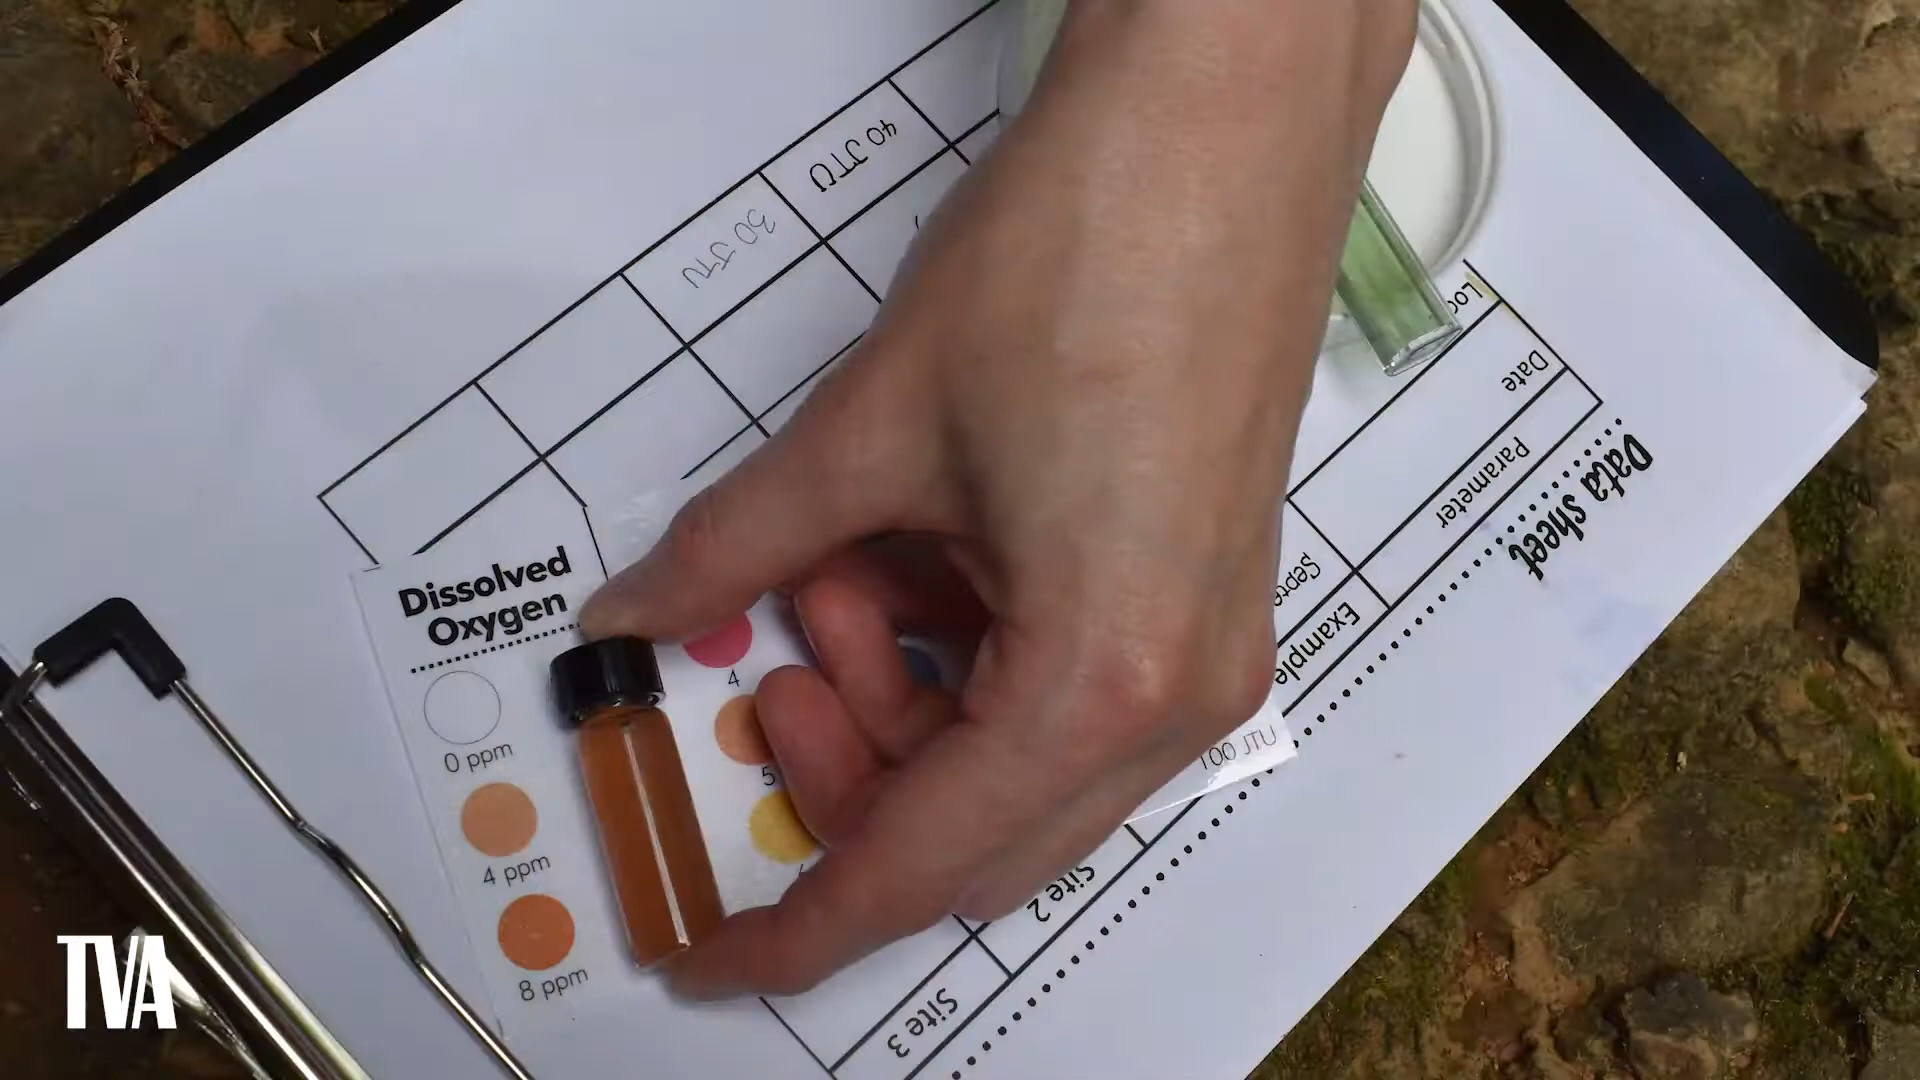 40 JTU
30 JTU
Date
Parameter
Data sheet
Example
Dissolved
Oxygen
0 ppm
4 ppm
8 ppm
4
5
100 JTU
Site 2
Site 3
TVA